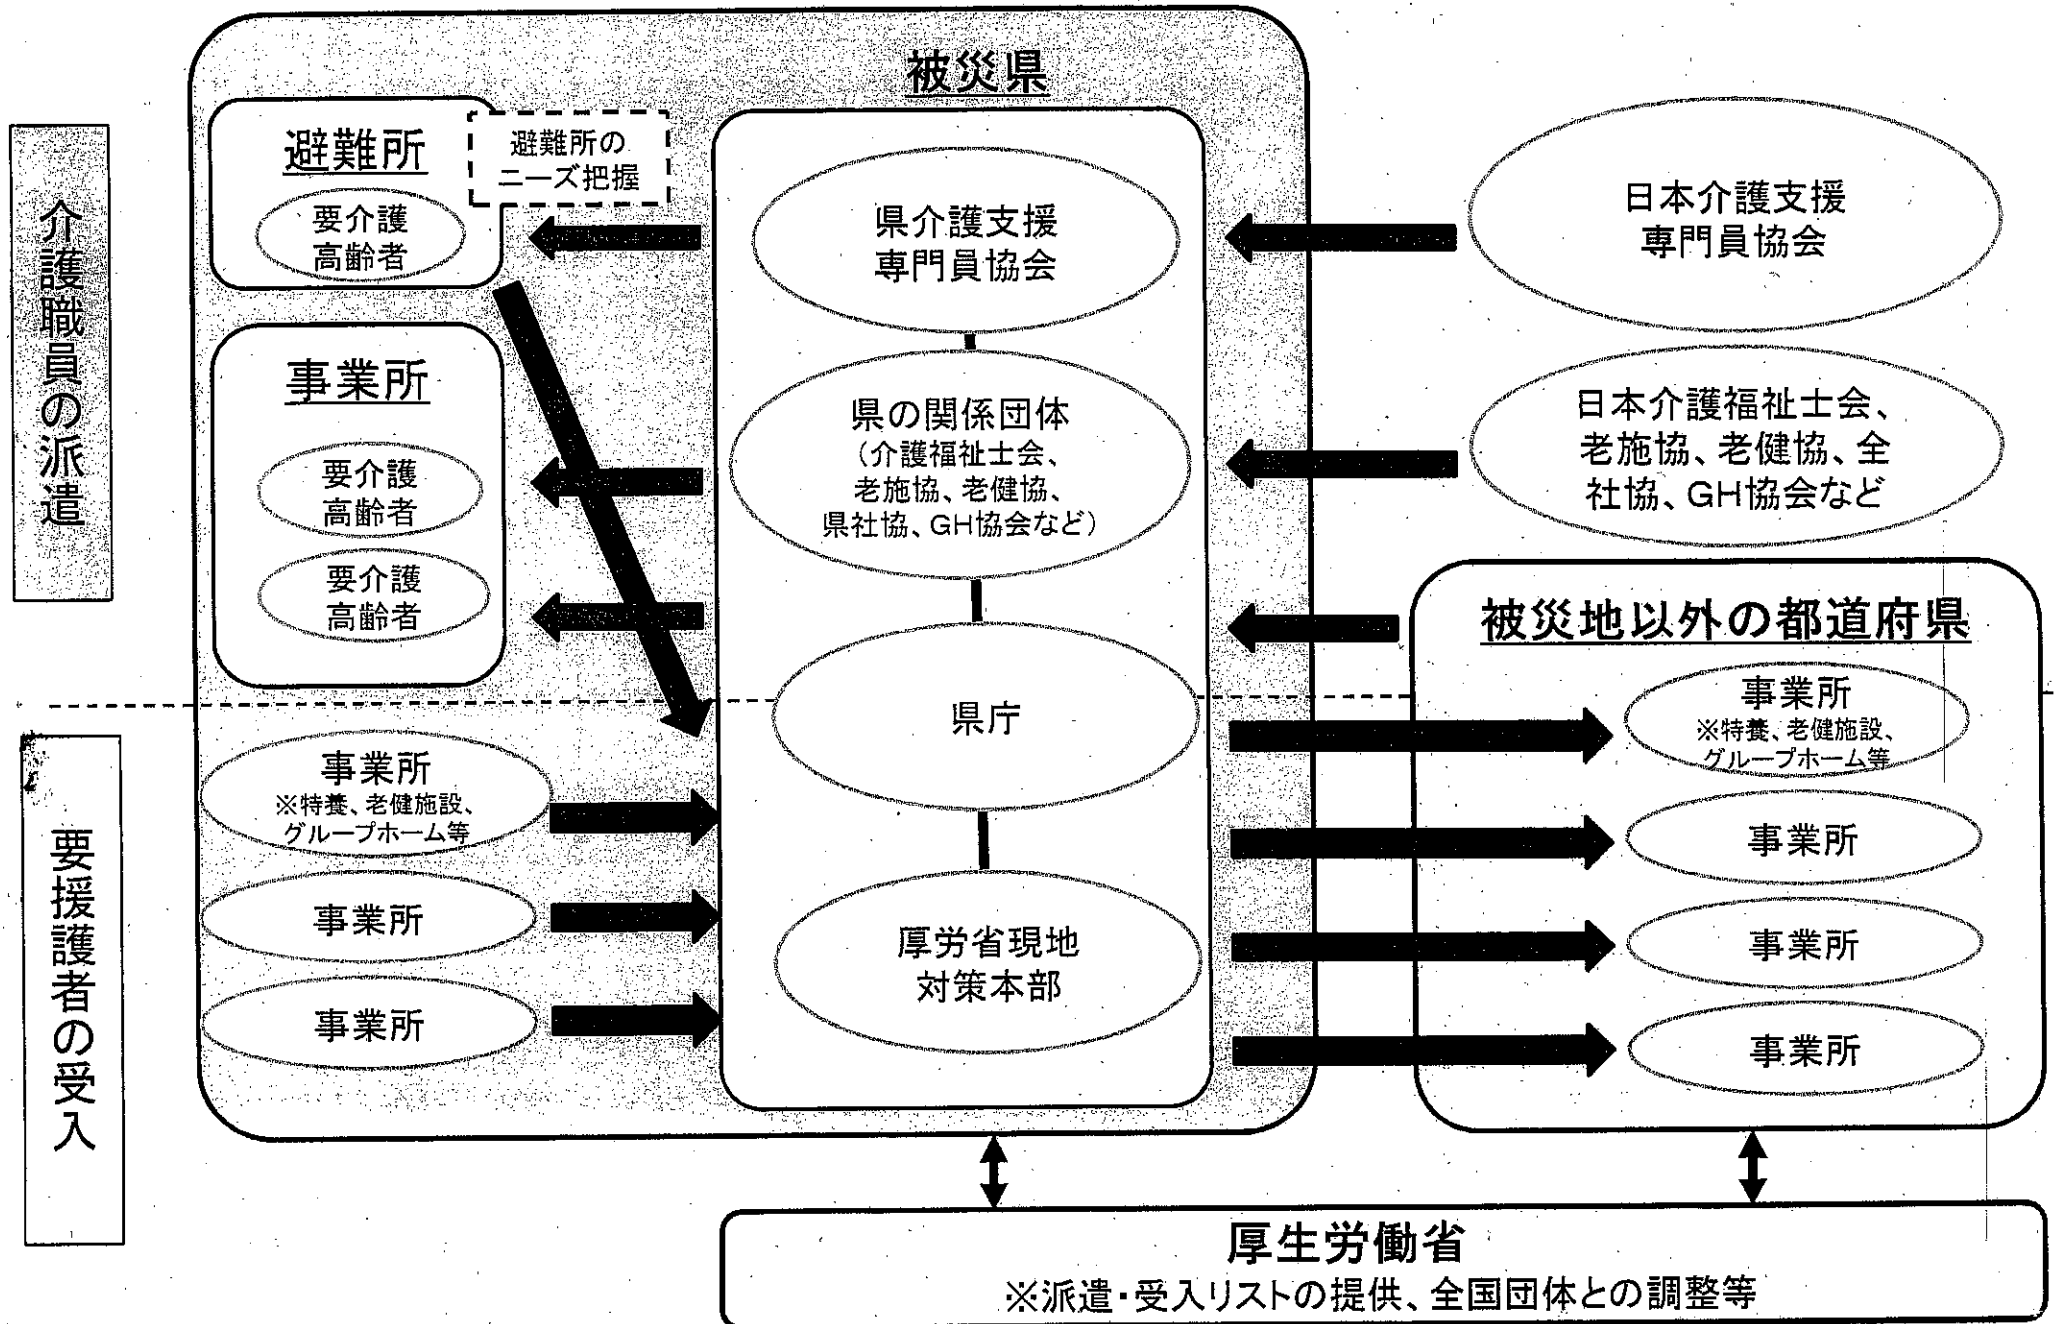 被災県
介護職員の派遣
避難所
要介護
高齢者
避難所の
ニーズ把握
事業所
要介護
高齢者
要介護
高齢者
県介護支援
専門員協会
県の関係団体
（介護福祉士会、
老施協、老健協、
県社協、GH協会など）
県庁
厚労省現地
対策本部
日本介護支援
専門員協会
日本介護福祉士会、
老施協、老健協、全
社協、GH協会など
被災地以外の都道府県
事業所
※特養、老健施設、
グループホーム等
事業所
事業所
事業所
要援護者の受入
事業所
※特養、老健施設、
グループホーム等
事業所
事業所
厚生労働省
※派遣・受入リストの提供、全国団体との調整等